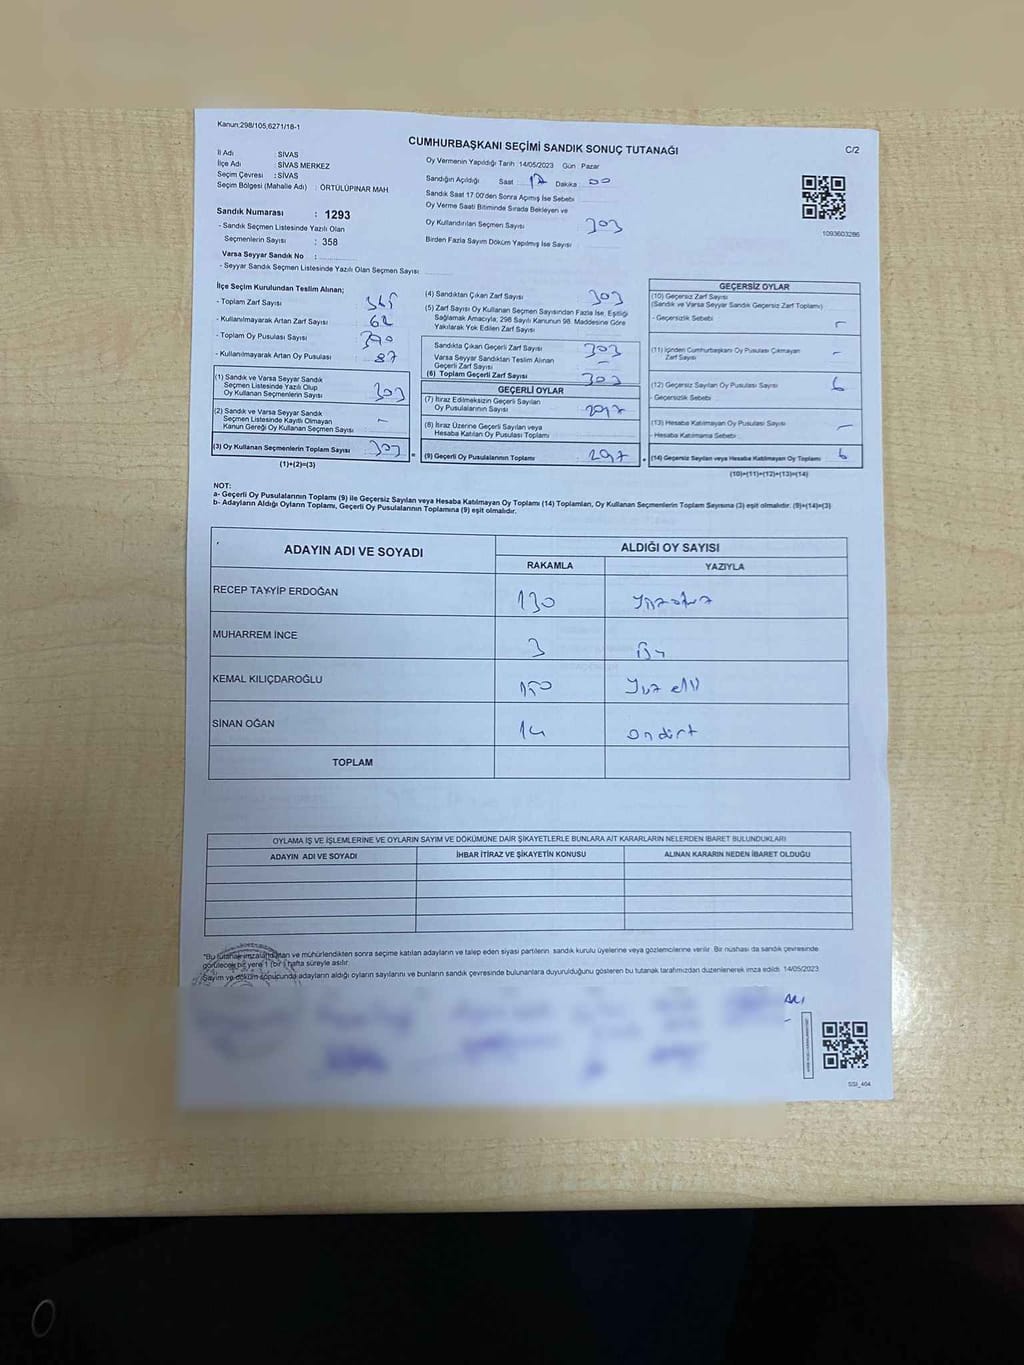 Kanun:298/105,6271/18-1
CUMHURBAŞKANI SEÇİMİ SANDIK SONUÇ TUTANAĞI
C/2
İl Adı : SİVAS
İlçe Adı : SİVAS MERKEZ
Seçim Çevresi : SİVAS
Seçim Bölgesi (Mahalle Adı) : ÖRTÜLÜPINAR MAH
Sandık Numarası : 1293
- Sandık Seçmen Listesinde Yazılı Olan
Seçmenlerin Sayısı : 358
Varsa Seyyar Sandık No :
- Seyyar Sandık Seçmen Listesinde Yazılı Olan Seçmen Sayısı
Oy Vermenin Yapıldığı Tarih :14/05/2023 Gün : Pazar
Sandığın Açıldığı Saat 17 Dakika 00
Sandık Saat 17:00'den Sonra Açılmış İse Sebebi
Oy Verme Saati Bitiminde Sırada Bekleyen ve
Oy Kullandırılan Seçmen Sayısı 303
Birden Fazla Sayım Döküm Yapılmış İse Sayısı
1093603286
İlçe Seçim Kurulundan Teslim Alınan;
- Toplam Zarf Sayısı 365
- Kullanılmayarak Artan Zarf Sayısı 62
- Toplam Oy Pusulası Sayısı 390
- Kullanılmayarak Artan Oy Pusulası 87
(1) Sandık ve Varsa Seyyar Sandık
Seçmen Listesinde Yazılı Olup
Oy Kullanan Seçmenlerin Sayısı 303
(2) Sandık ve Varsa Seyyar Sandık
Seçmen Listesinde Kayıtlı Olmayan
Kanun Gereği Oy Kullanan Seçmen Sayısı -
(3) Oy Kullanan Seçmenlerin Toplam Sayısı 303 =
(1)+(2)=(3)
(4) Sandıktan Çıkan Zarf Sayısı 303
(5) Zarf Sayısı Oy Kullanan Seçmen Sayısından Fazla İse, Eşitliği
Sağlamak Amacıyla; 298 Sayılı Kanunun 98. Maddesine Göre
Yakılarak Yok Edilen Zarf Sayısı
Sandıkta Çıkan Geçerli Zarf Sayısı 303
Varsa Seyyar Sandıktan Teslim Alınan
Geçerli Zarf Sayısı -
(6) Toplam Geçerli Zarf Sayısı 303
GEÇERLİ OYLAR
(7) İtiraz Edilmeksizin Geçerli Sayılan
Oy Pusulalarının Sayısı 297
(8) İtiraz Üzerine Geçerli Sayılan veya
Hesaba Katılan Oy Pusulası Toplamı
(9) Geçerli Oy Pusulalarının Toplamı 297 +
GEÇERSİZ OYLAR
(10) Geçersiz Zarf Sayısı
(Sandık ve Varsa Seyyar Sandık Geçersiz Zarf Toplamı)
- Geçersizlik Sebebi -
(11) İçinden Cumhurbaşkanı Oy Pusulası Çıkmayan
Zarf Sayısı -
(12) Geçersiz Sayılan Oy Pusulası Sayısı 6
- Geçersizlik Sebebi
(13) Hesaba Katılmayan Oy Pusulası Sayısı -
- Hesaba Katılmama Sebebi
(14) Geçersiz Sayılan veya Hesaba Katılmayan Oy Toplamı 6
(10)+(11)+(12)+(13)=(14)
NOT:
a- Geçerli Oy Pusulalarının Toplamı (9) ile Geçersiz Sayılan veya Hesaba Katılmayan Oy Toplamı (14) Toplamları, Oy Kullanan Seçmenlerin Toplam Sayısına (3) eşit olmalıdır. (9)+(14)=(3)
b- Adayların Aldığı Oyların Toplamı, Geçerli Oy Pusulalarının Toplamına (9) eşit olmalıdır.
ADAYIN ADI VE SOYADI
ALDIĞI OY SAYISI
RAKAMLA YAZIYLA
RECEP TAYYİP ERDOĞAN 130 Yüzotuz
MUHARREM İNCE 3 Üç
KEMAL KILIÇDAROĞLU 150 Yüz elli
SİNAN OĞAN 14 ondört
TOPLAM
OYLAMA İŞ VE İŞLEMLERİNE VE OYLARIN SAYIM VE DÖKÜMÜNE DAİR ŞİKAYETLERLE BUNLARA AİT KARARLARIN NELERDEN İBARET BULUNDUKLARI
ADAYIN ADI VE SOYADI İHBAR İTİRAZ VE ŞİKAYETİN KONUSU ALINAN KARARIN NEDEN İBARET OLDUĞU
*Bu tutanak imzalandıktan ve mühürlendikten sonra seçime katılan adayların ve talep eden siyasi partilerin sandık kurulu üyelerine veya gözlemcilerine verilir. Bir nüshası da sandık çevresinde
görülecek bir yere 1 (bir) hafta süreyle asılır.
Sayım ve döküm sonucunda adayların aldığı oyların sayılarını ve bunların sandık çevresinde bulunanlara duyurulduğunu gösteren bu tutanak tarafımızdan düzenlenerek imza edildi. 14/05/2023
SSI_404